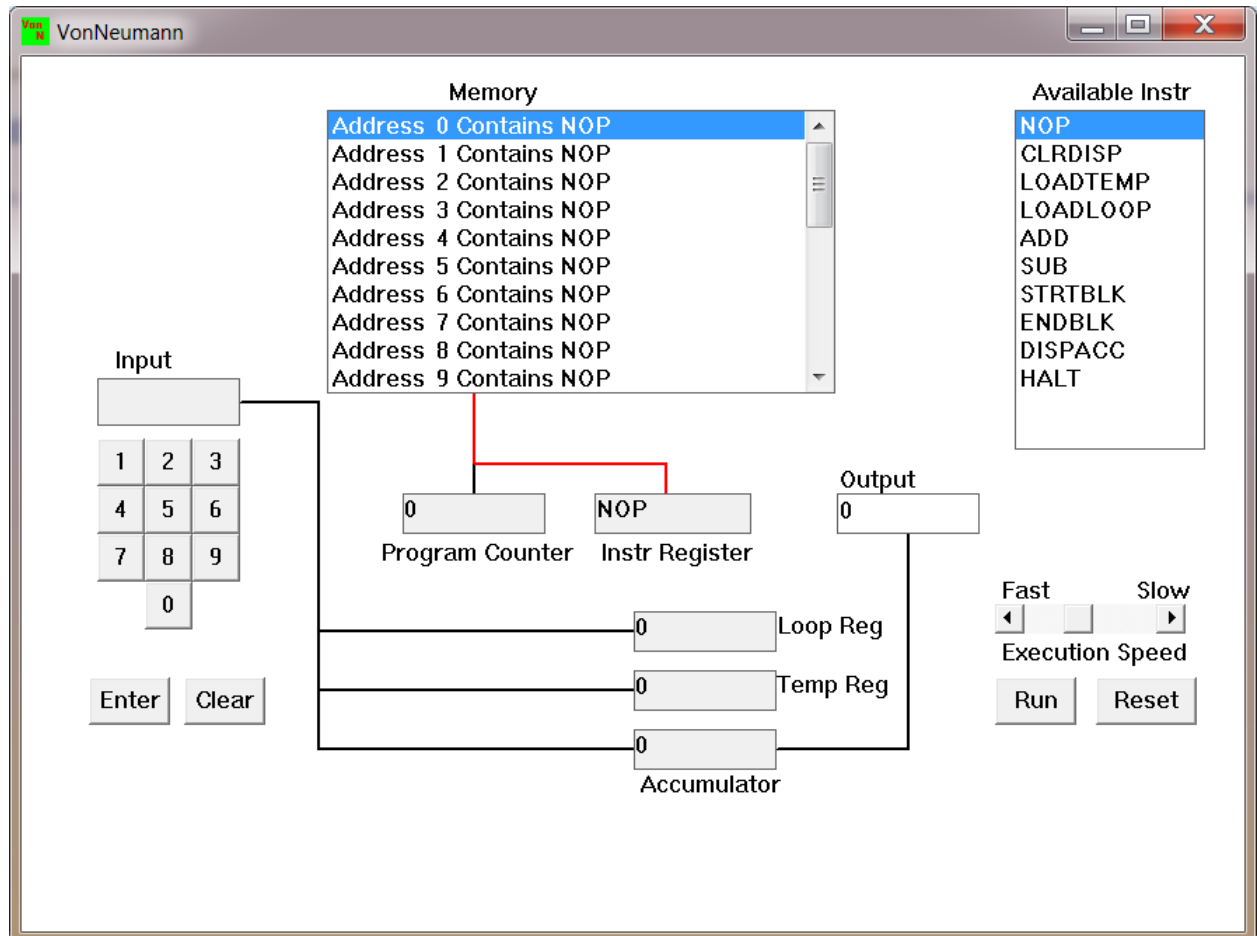 Von
N
VonNeumann
Memory
Available Instr
Address 0 Contains NOP
Address 1 Contains NOP
Address 2 Contains NOP
Address 3 Contains NOP
Address 4 Contains NOP
Address 5 Contains NOP
Address 6 Contains NOP
Address 7 Contains NOP
Address 8 Contains NOP
Address 9 Contains NOP
NOP
CLRDISP
LOADTEMP
LOADLOOP
ADD
SUB
STRTBLK
ENDBLK
DISPACC
HALT
Input
1 2 3
4 5 6
7 8 9
0
Enter Clear
0
Program Counter
NOP
Instr Register
Output
0
0 Loop Reg
0 Temp Reg
0
Accumulator
Fast Slow
Execution Speed
Run Reset